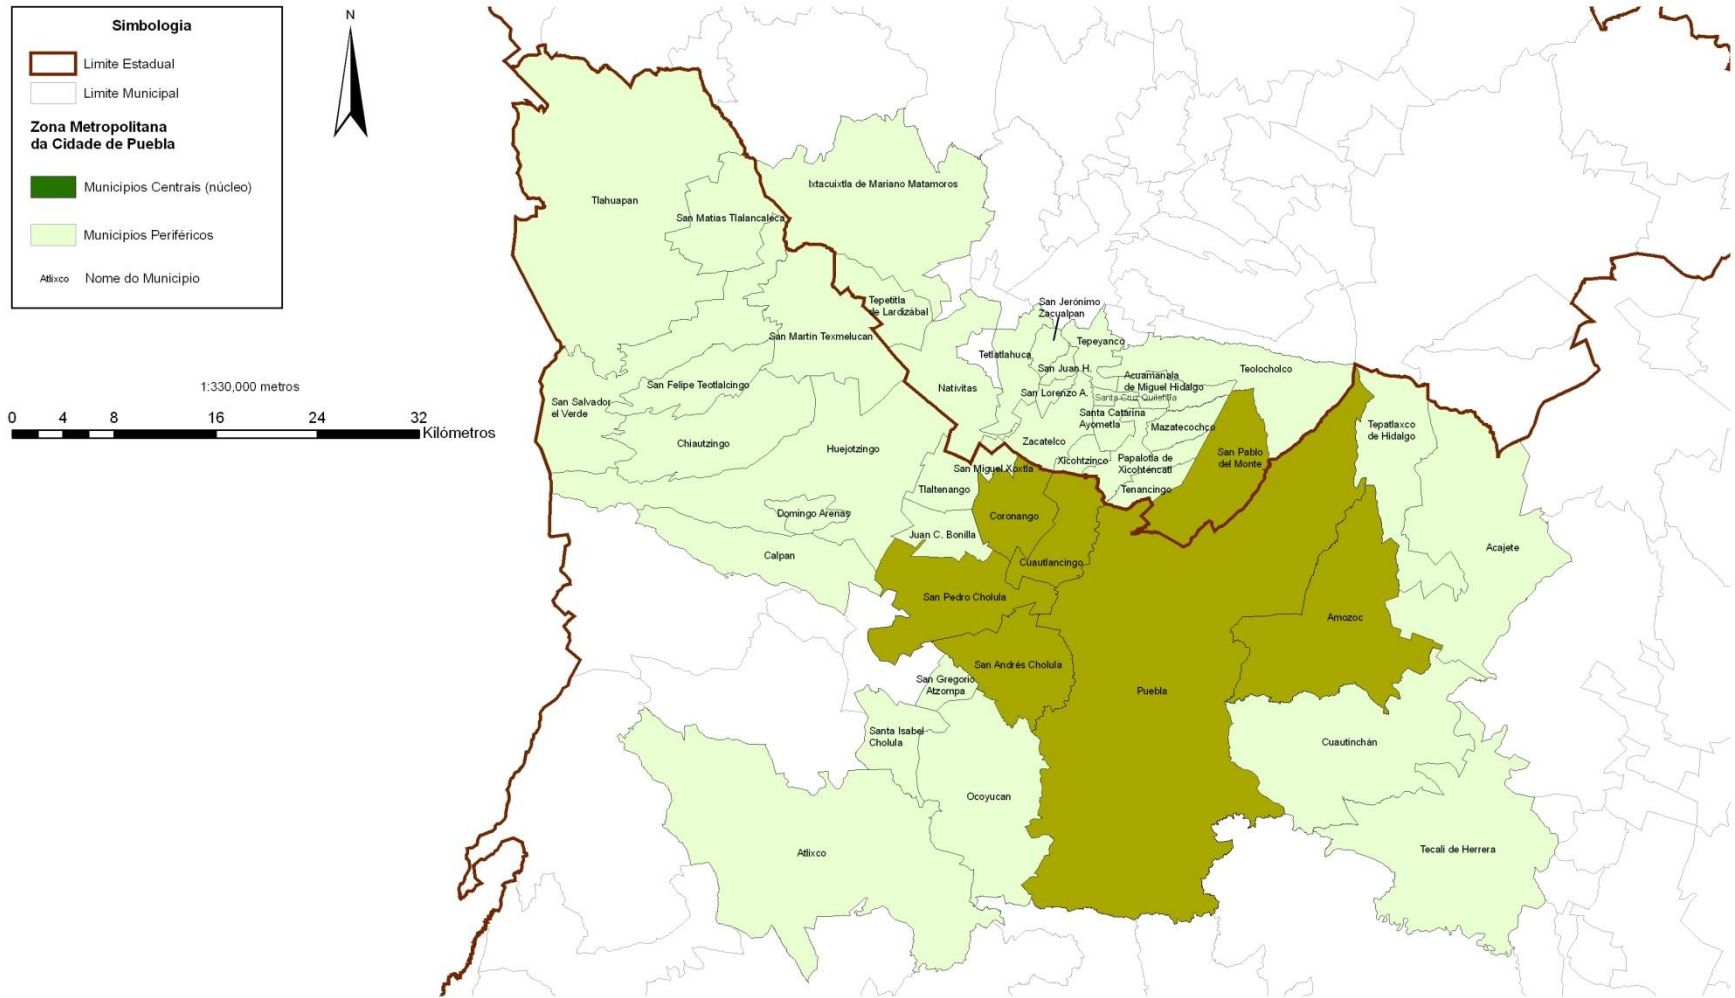 Simbologia
Limite Estadual
Limite Municipal
Zona Metropolitana
da Cidade de Puebla
Municipios Centrais (núcleo)
Municipios Periféricos
Atlixco Nome do Municipio
N
1:330,000 metros
0 4 8 16 24 32
Kilómetros
Tlahuapan
San Matias Tlalancaleca
Ixtacuixtla de Mariano Matamoros
Tepetitla
de Lardizábal
San Martín Texmelucan
San Jerónimo
Zacualpan
Tetlatlahuca
Tepeyanco
San Juan H.
Acuamanala
de Miguel Hidalgo
Teolocholco
San Felipe Teotlalcingo
San Salvador
el Verde
Nativitas
San Lorenzo A.
Santa Cruz Quilehtla
Santa Catarina
Ayometla
Mazatecochco
Tepatlaxco
de Hidalgo
Chiautzingo
Huejotzingo
Zacatelco
Xicohtzinco
Papalotla de
Xicohténcatl
San Pablo
del Monte
San Miguel Xoxtla
Tlaltenango
Tenancingo
Domingo Arenas
Coronango
Juan C. Bonilla
Calpan
Cuautlancingo
Acajete
San Pedro Cholula
Amozoc
San Andrés Cholula
San Gregorio
Atzompa
Puebla
Santa Isabel
Cholula
Cuautinchán
Ocoyucan
Atlixco
Tecali de Herrera